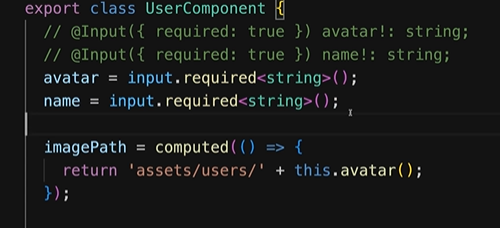 export class UserComponent {
// @Input({ required: true }) avatar!: string;
// @Input({ required: true }) name!: string;
avatar = input.required<string>();
name = input.required<string>();
imagePath = computed(() => {
return 'assets/users/' + this.avatar();
});